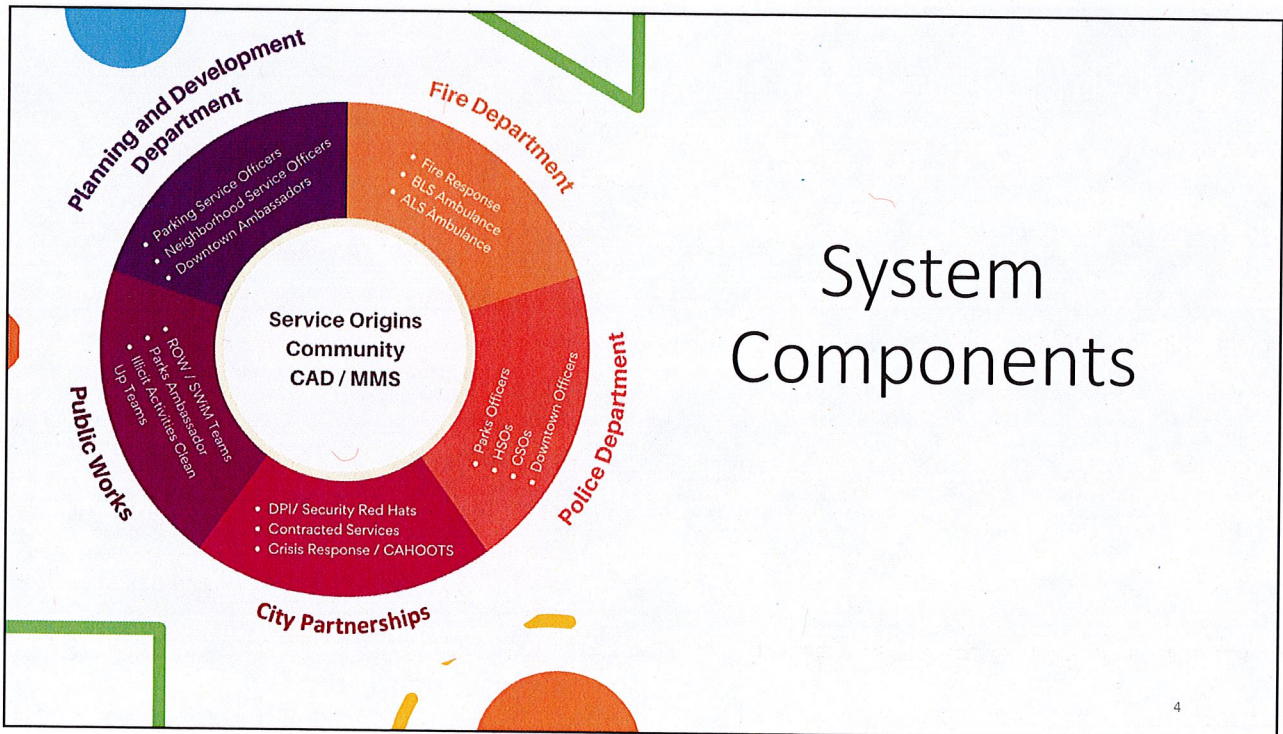 Planning and Development
Department
• Parking Service Officers
• Neighborhood Service Officers
• Downtown Ambassadors
Fire Department
• Fire Response
• BLS Ambulance
• ALS Ambulance
Police Department
• Parks Officers
• HSOs
• CSOs
• Downtown Officers
City Partnerships
• DPI/ Security Red Hats
• Contracted Services
• Crisis Response / CAHOOTS
Public Works
• ROW / SWiM Teams
• Parks Ambassador
• Illicit Activities Clean
Up Teams
Service Origins
Community
CAD / MMS
System
Components
4